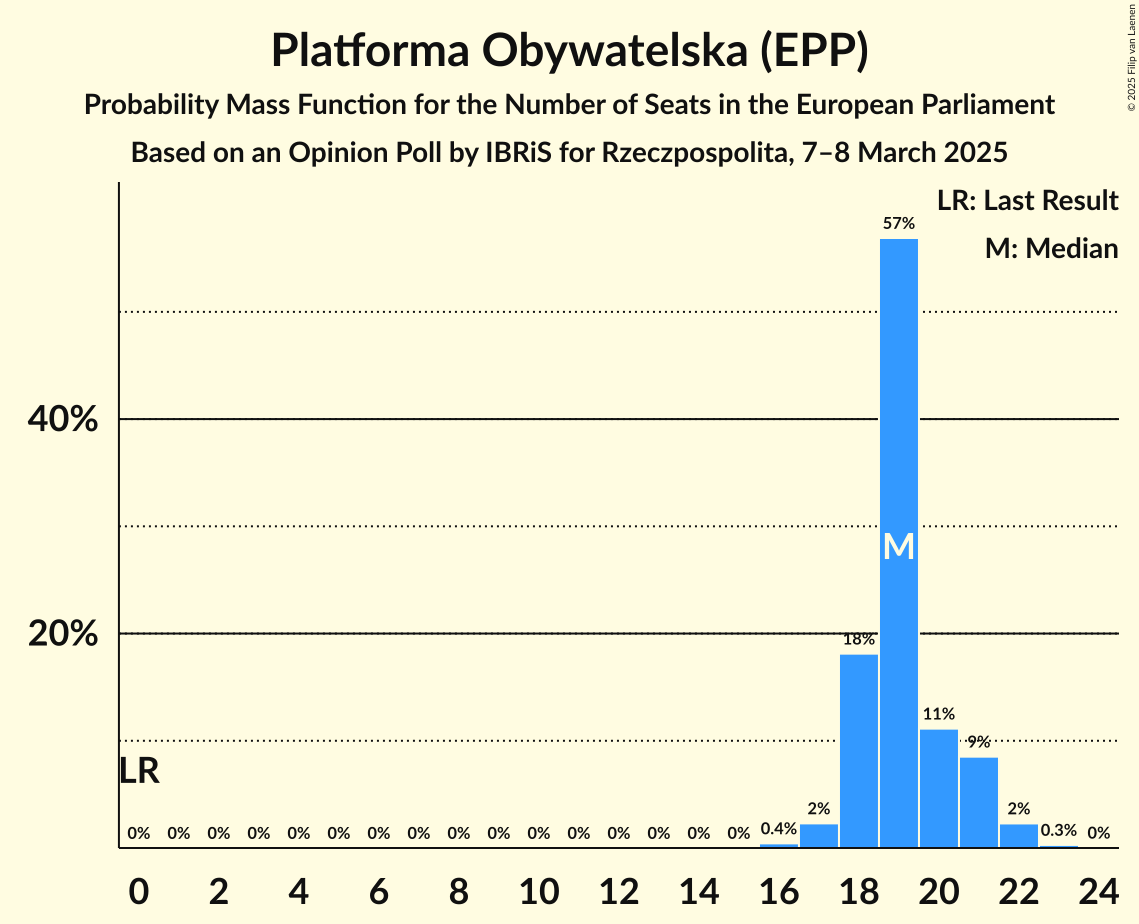 Platforma Obywatelska (EPP)
Probability Mass Function for the Number of Seats in the European Parliament
Based on an Opinion Poll by IBRiS for Rzeczpospolita, 7–8 March 2025
© 2025 Filip van Laenen
LR: Last Result
M: Median
57%
40%
M
20%
18%
11%
9%
LR
0% 0% 0% 0% 0% 0% 0% 0% 0% 0% 0% 0% 0% 0% 0% 0% 0.4% 2% 2% 0.3% 0%
0 2 4 6 8 10 12 14 16 18 20 22 24